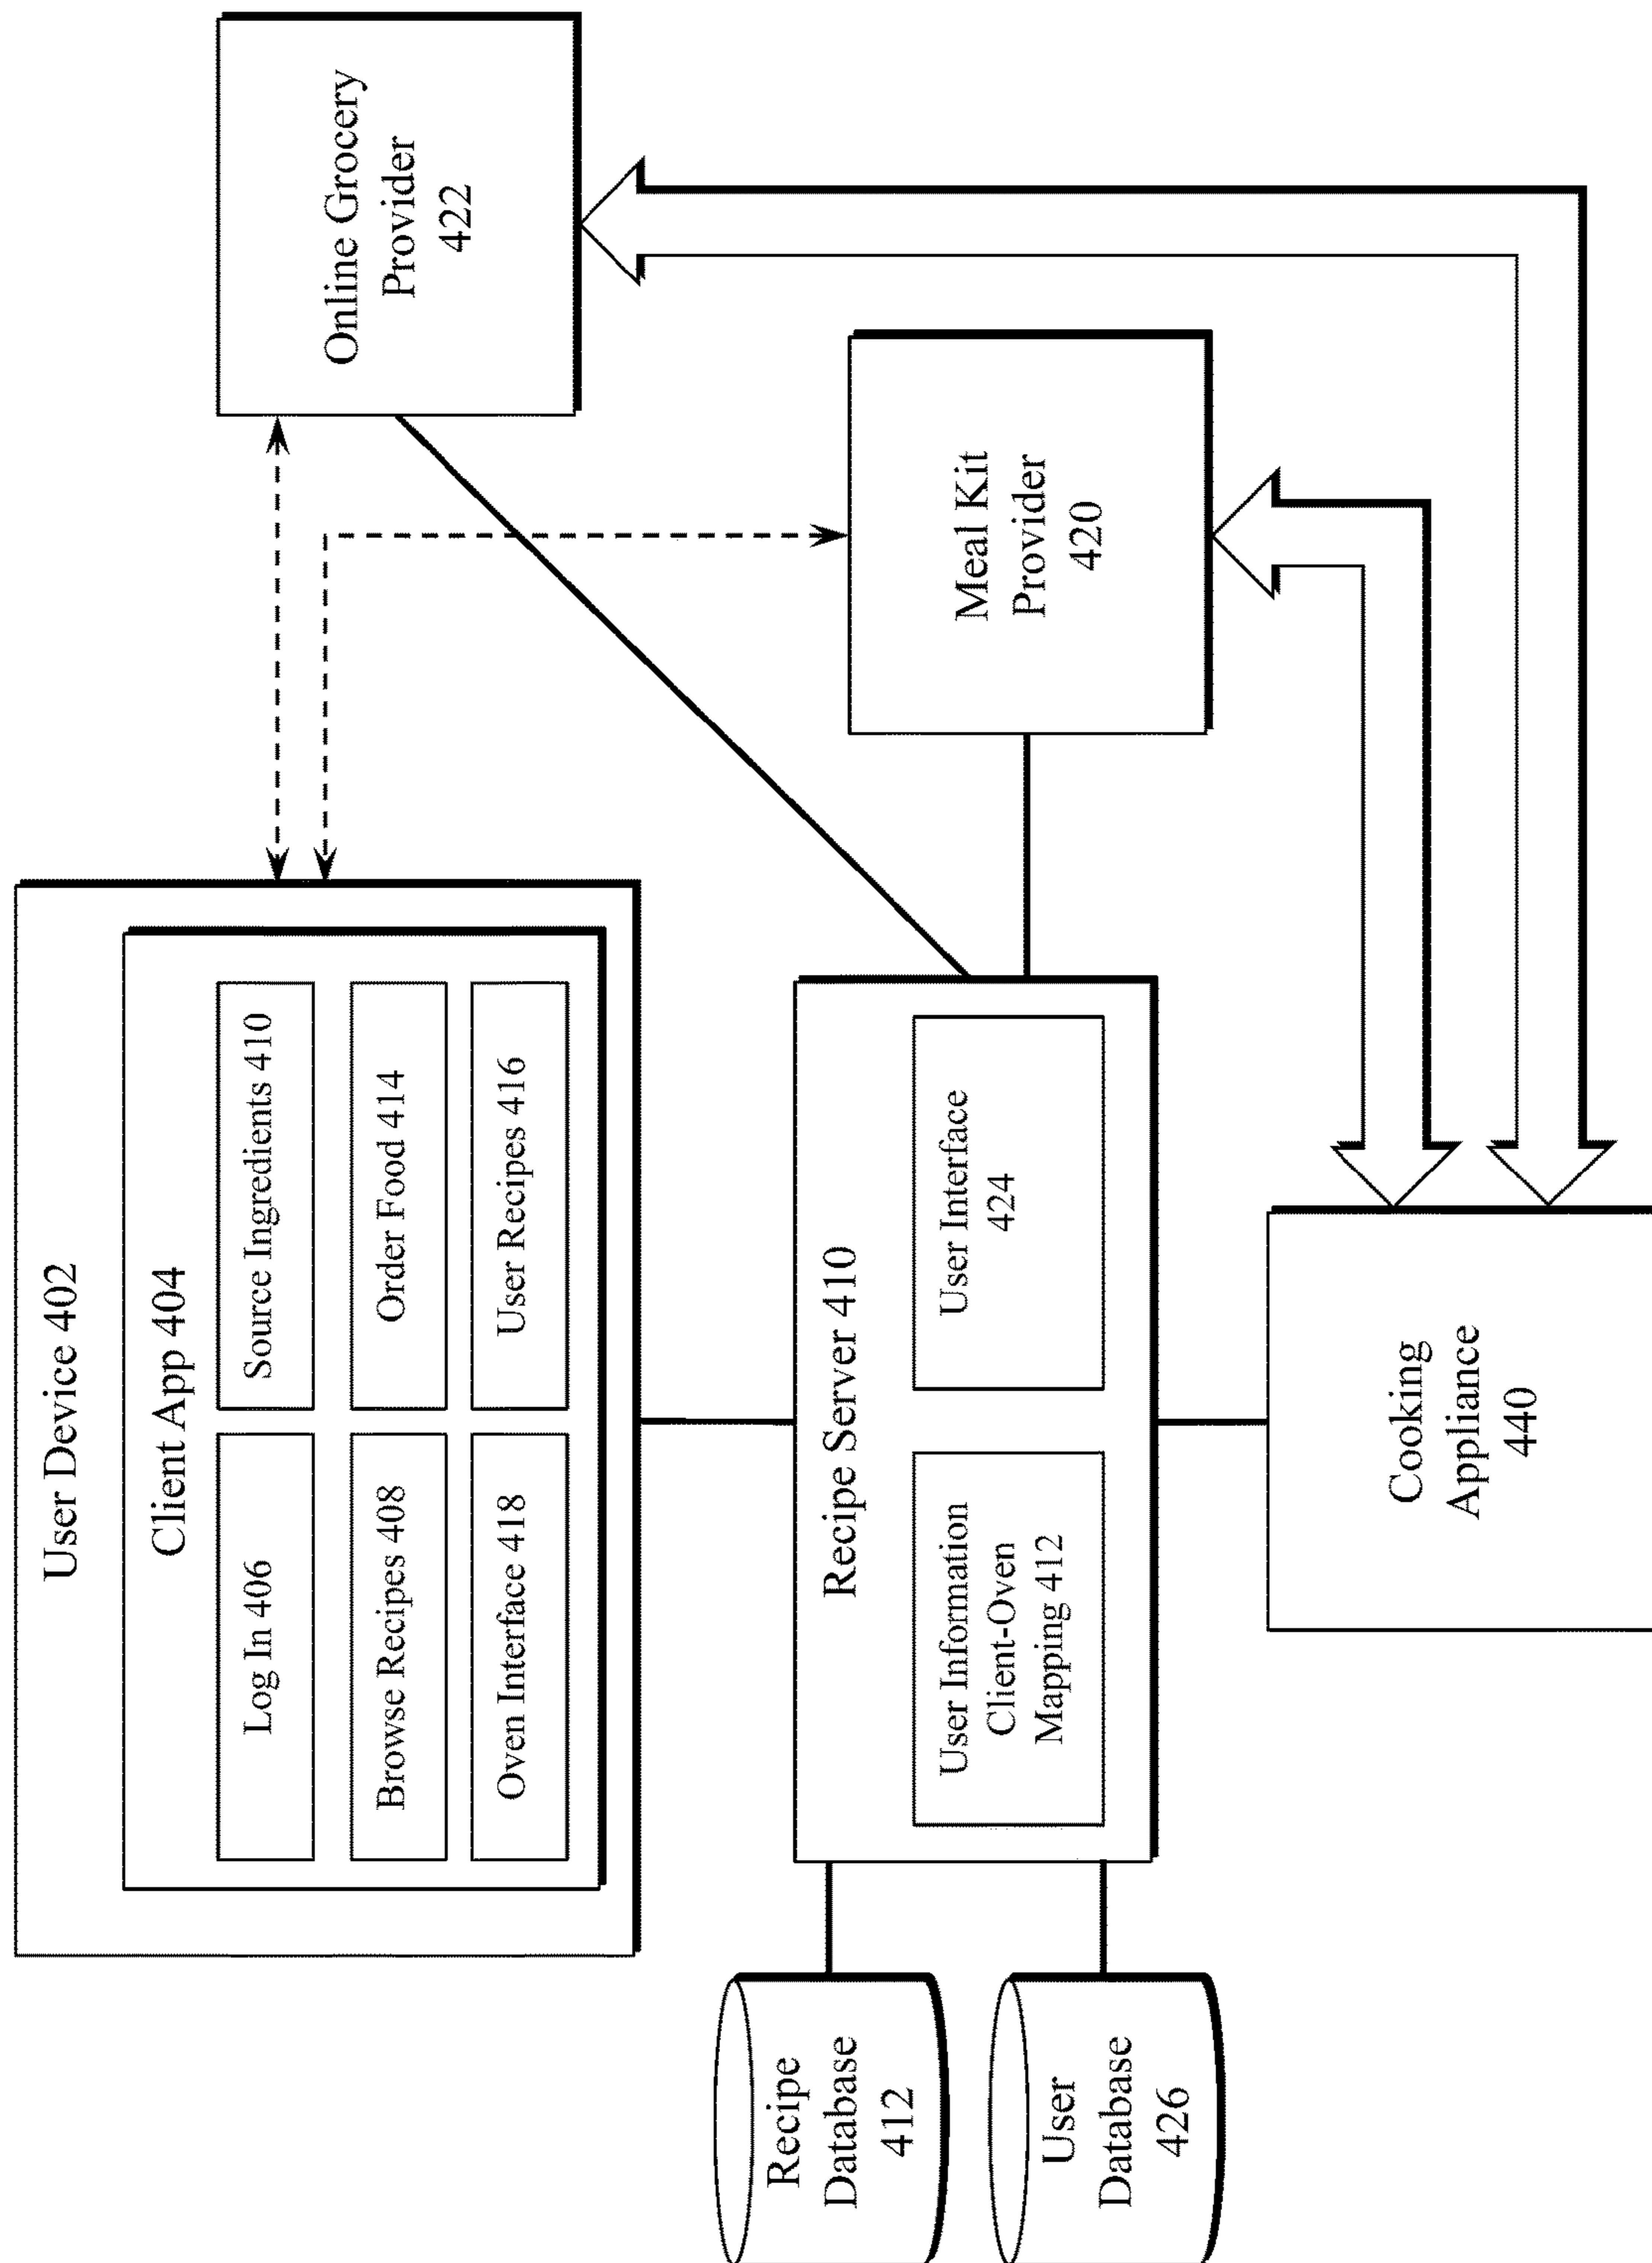 User Device 402
Client App 404
Log In 406
Source Ingredients 410
Browse Recipes 408
Order Food 414
Oven Interface 418
User Recipes 416
Online Grocery
Provider
422
Recipe
Database
412
User
Database
426
Recipe Server 410
User Information
Client-Oven
Mapping 412
User Interface
424
Meal Kit
Provider
420
Cooking
Appliance
440